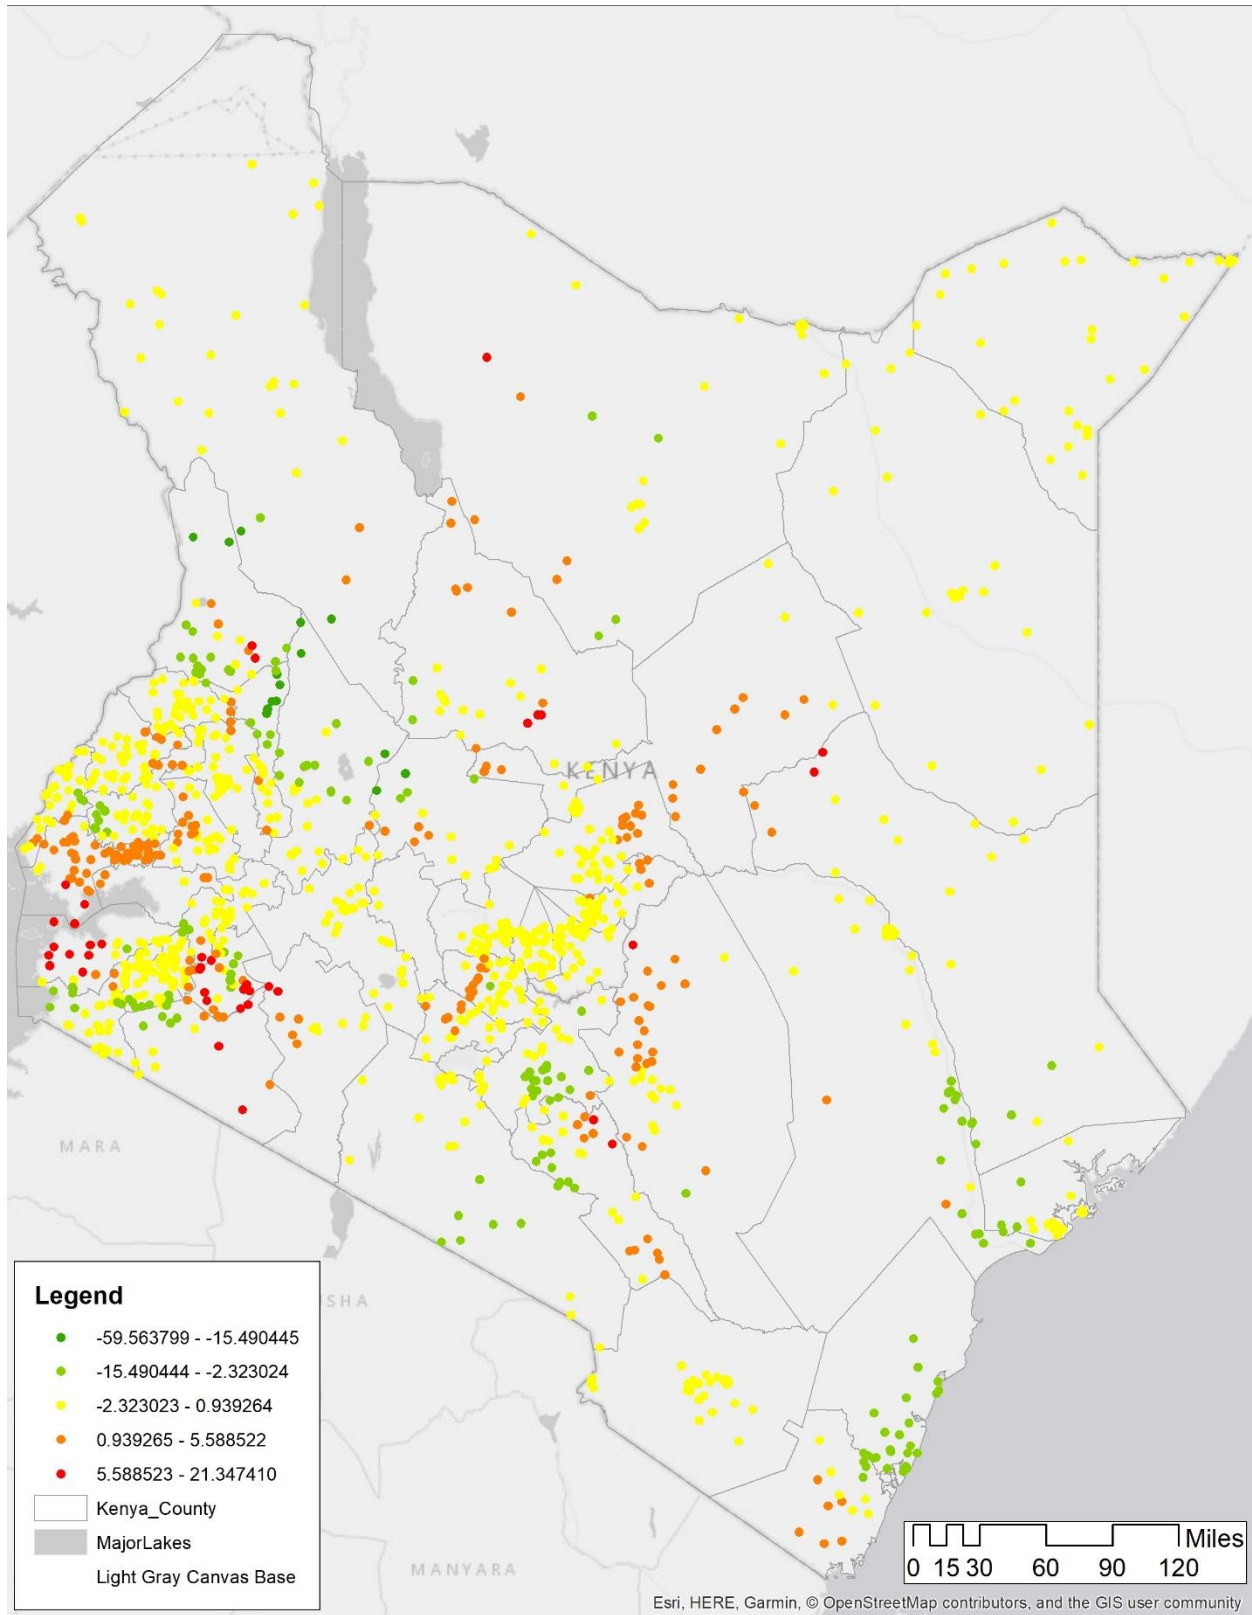 KENYA
MARA
ISHA
MANYARA
Legend
-59.563799 - -15.490445
-15.490444 - -2.323024
-2.323023 - 0.939264
0.939265 - 5.588522
5.588523 - 21.347410
Kenya_County
MajorLakes
Light Gray Canvas Base
Miles
0 15 30 60 90 120
Esri, HERE, Garmin, © OpenStreetMap contributors, and the GIS user community